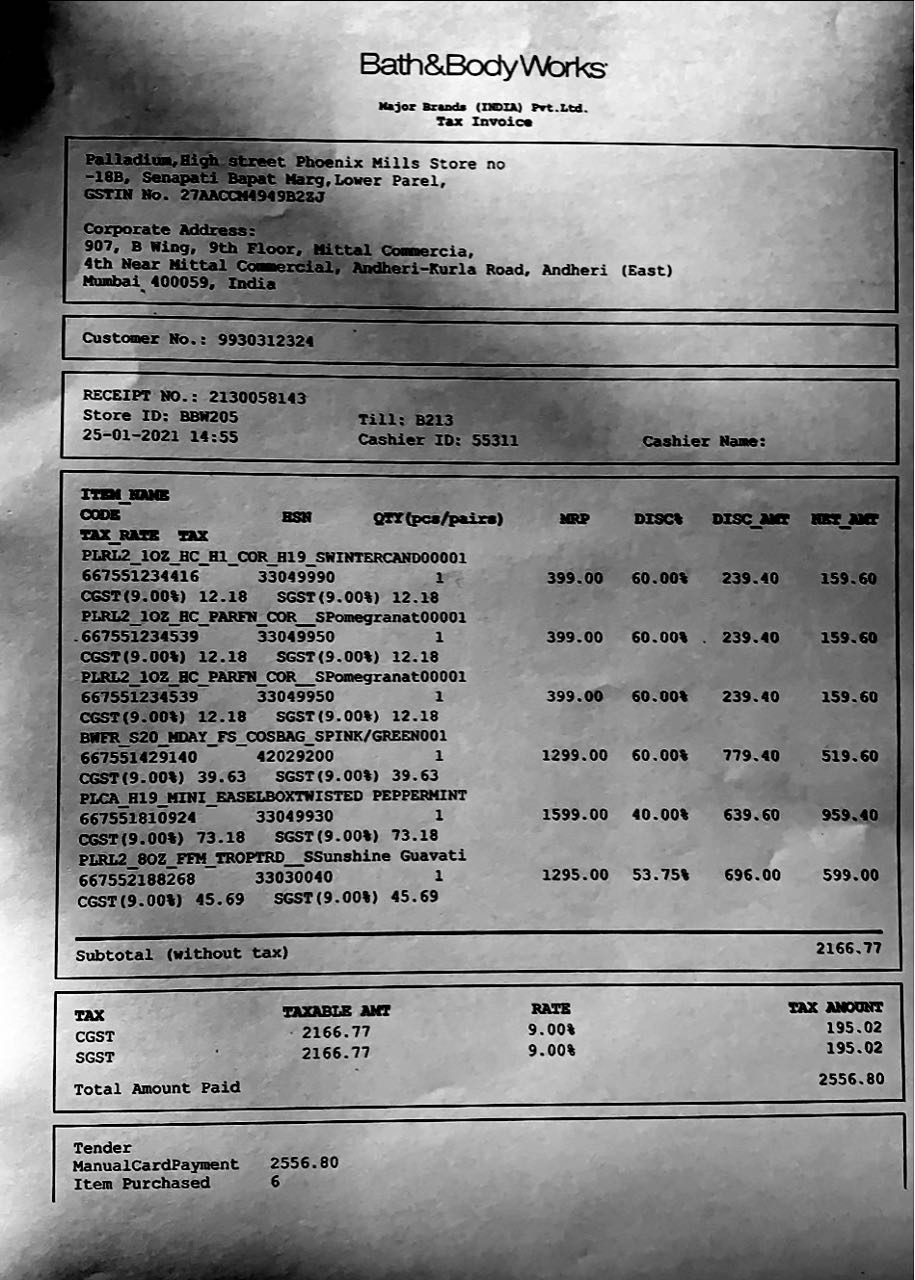 Bath&Body Works
Major Brands (INDIA) Pvt.Ltd.
Tax Invoice
Palladium,High street Phoenix Mills Store no
-18B, Senapati Bapat Marg,Lower Parel,
GSTIN No. 27AACCM4949B2ZJ
Corporate Address:
907, B Wing, 9th Floor, Mittal Commercia,
4th Near Mittal Commercial, Andheri-Kurla Road, Andheri (East)
Mumbai 400059, India
Customer No.: 9930312324
RECEIPT NO.: 2130058143
Store ID: BBW205 Till: B213
25-01-2021 14:55 Cashier ID: 55311 Cashier Name:
ITEM_NAME
CODE HSN QTY(pcs/pairs) MRP DISC% DISC_AMT NET_AMT
TAX_RATE TAX
PLRL2_1OZ_HC_H1_COR_H19_SWINTERCAND00001
667551234416 33049990 1 399.00 60.00% 239.40 159.60
CGST(9.00%) 12.18 SGST(9.00%) 12.18
PLRL2_1OZ_HC_PARFN_COR__SPomegranat00001
667551234539 33049950 1 399.00 60.00% 239.40 159.60
CGST(9.00%) 12.18 SGST(9.00%) 12.18
PLRL2_1OZ_HC_PARFN_COR__SPomegranat00001
667551234539 33049950 1 399.00 60.00% 239.40 159.60
CGST(9.00%) 12.18 SGST(9.00%) 12.18
BWFR_S20_MDAY_FS_COSBAG_SPINK/GREEN001
667551429140 42029200 1 1299.00 60.00% 779.40 519.60
CGST(9.00%) 39.63 SGST(9.00%) 39.63
PLCA_H19_MINI_EASELBOXTWISTED PEPPERMINT
667551810924 33049930 1 1599.00 40.00% 639.60 959.40
CGST(9.00%) 73.18 SGST(9.00%) 73.18
PLRL2_8OZ_FFM_TROPTRD__SSunshine Guavati
667552188268 33030040 1 1295.00 53.75% 696.00 599.00
CGST(9.00%) 45.69 SGST(9.00%) 45.69
Subtotal (without tax) 2166.77
TAX TAXABLE AMT RATE TAX AMOUNT
CGST 2166.77 9.00% 195.02
SGST 2166.77 9.00% 195.02
Total Amount Paid 2556.80
Tender
ManualCardPayment 2556.80
Item Purchased 6